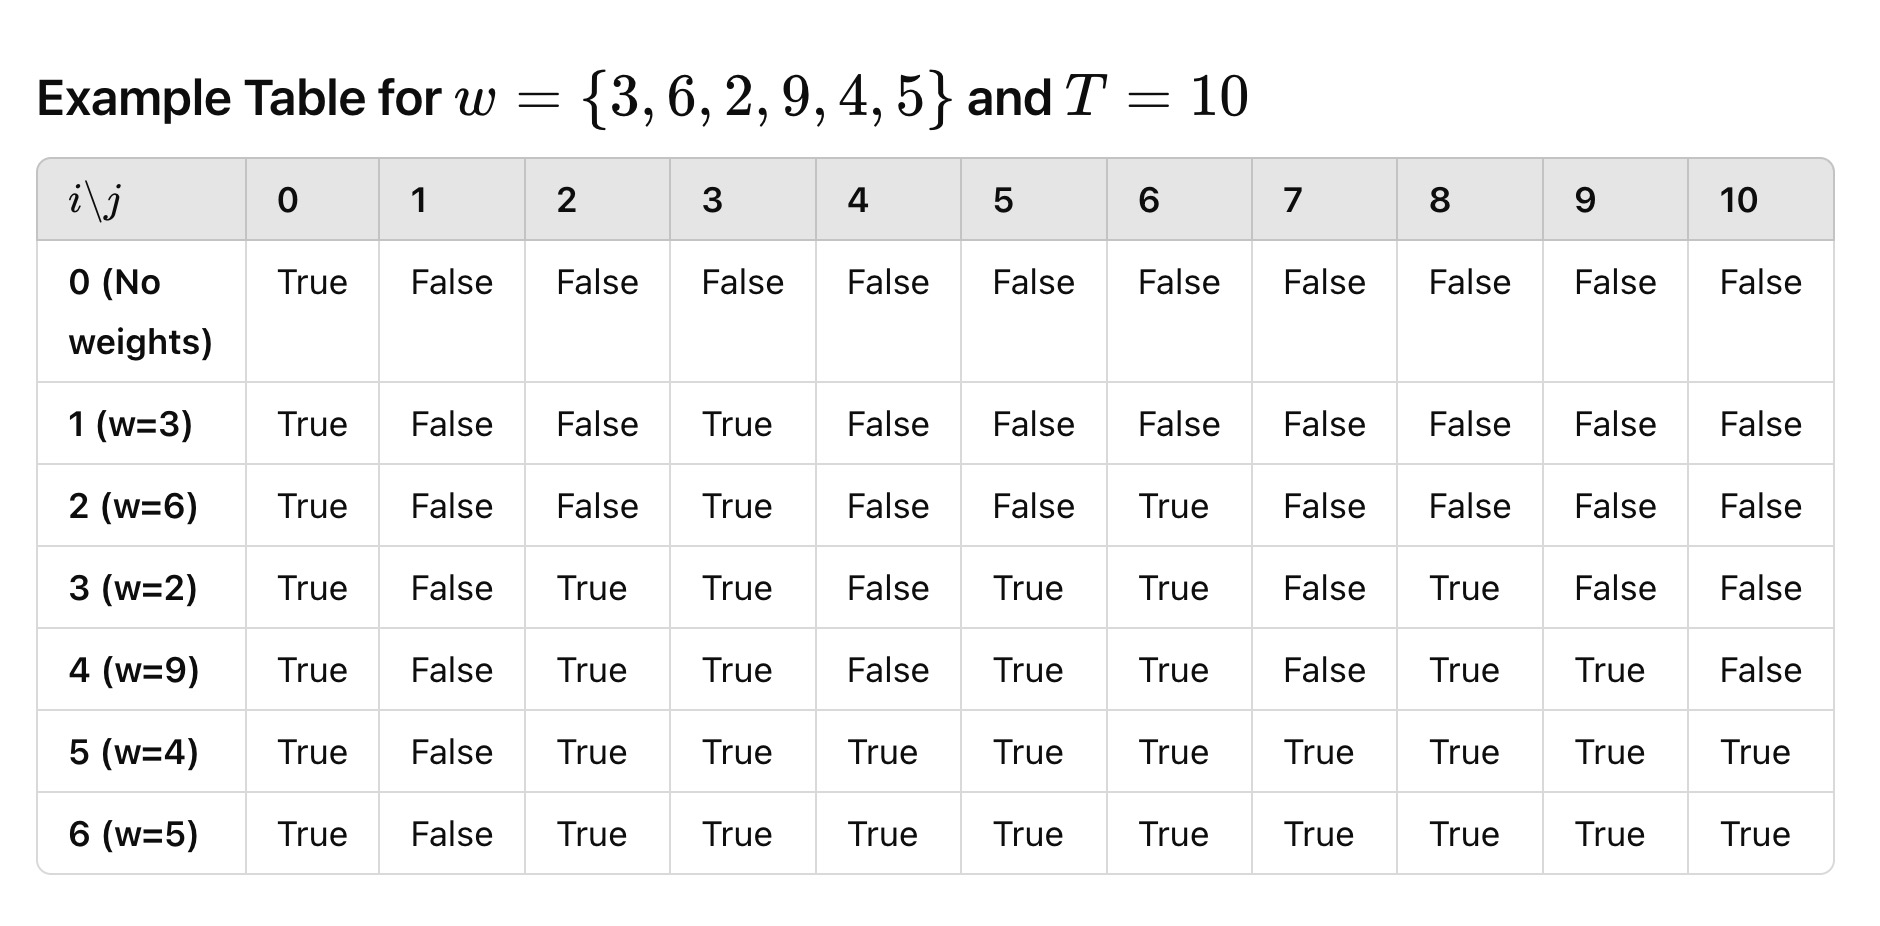 Example Table for w = {3, 6, 2, 9, 4, 5} and T = 10
i\j 0 1 2 3 4 5 6 7 8 9 10
0 (No True False False False False False False False False False False
weights)
1 (w=3) True False False True False False False False False False False
2 (w=6) True False False True False False True False False False False
3 (w=2) True False True True False True True False True False False
4 (w=9) True False True True False True True False True True False
5 (w=4) True False True True True True True True True True True
6 (w=5) True False True True True True True True True True True